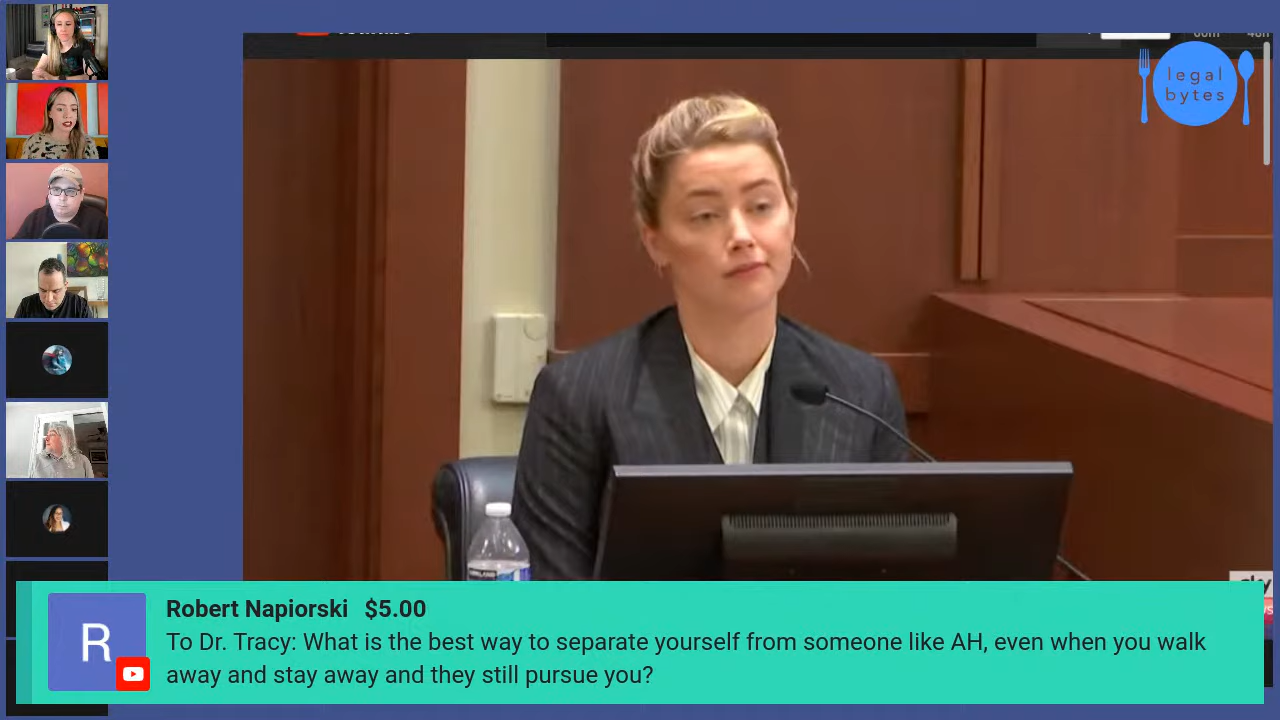 legal
bytes
sky
R
Robert Napiorski $5.00
To Dr. Tracy: What is the best way to separate yourself from someone like AH, even when you walk
away and stay away and they still pursue you?